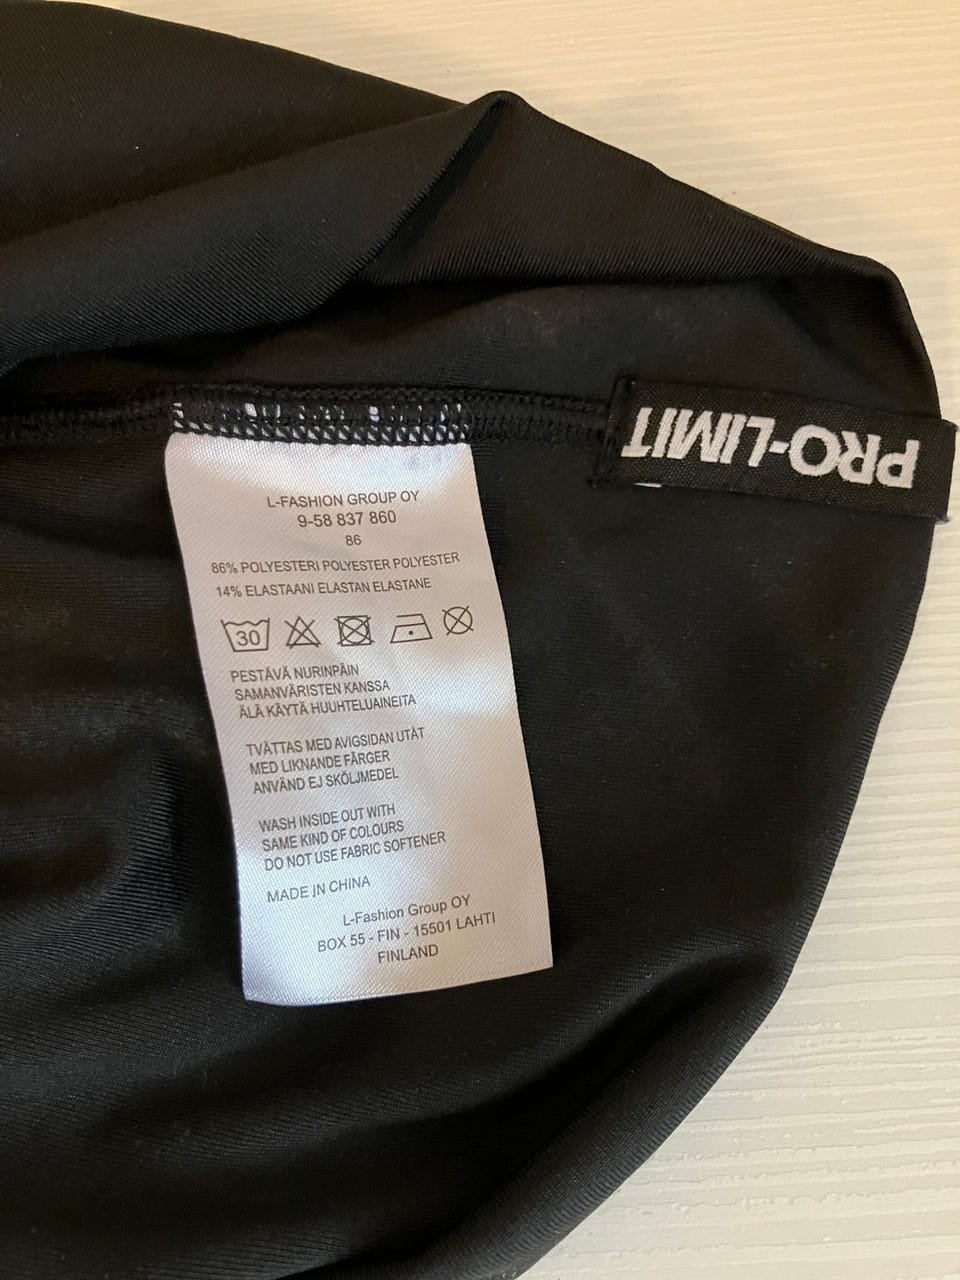 PRO-LIMIT
L-FASHION GROUP OY
9-58 837 860
86
86% POLYESTERI POLYESTER POLYESTER
14% ELASTAANI ELASTAN ELASTANE
30
PESTÄVÄ NURINPÄIN
SAMANVÄRISTEN KANSSA
ÄLÄ KÄYTÄ HUUHTELUAINEITA
TVÄTTAS MED AVIGSIDAN UTÅT
MED LIKNANDE FÄRGER
ANVÄND EJ SKÖLJMEDEL
WASH INSIDE OUT WITH
SAME KIND OF COLOURS
DO NOT USE FABRIC SOFTENER
MADE IN CHINA
L-Fashion Group OY
BOX 55 - FIN - 15501 LAHTI
FINLAND